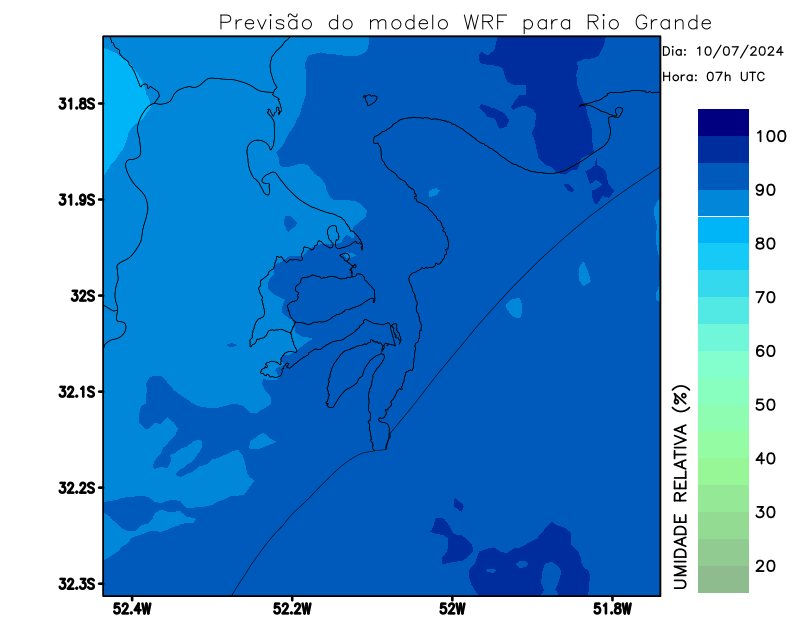 Previsão do modelo WRF para Rio Grande
Dia: 10/07/2024
Hora: 07h UTC
31.8S
31.9S
32S
32.1S
32.2S
32.3S
52.4W
52.2W
52W
51.8W
UMIDADE RELATIVA (%)
100
90
80
70
60
50
40
30
20